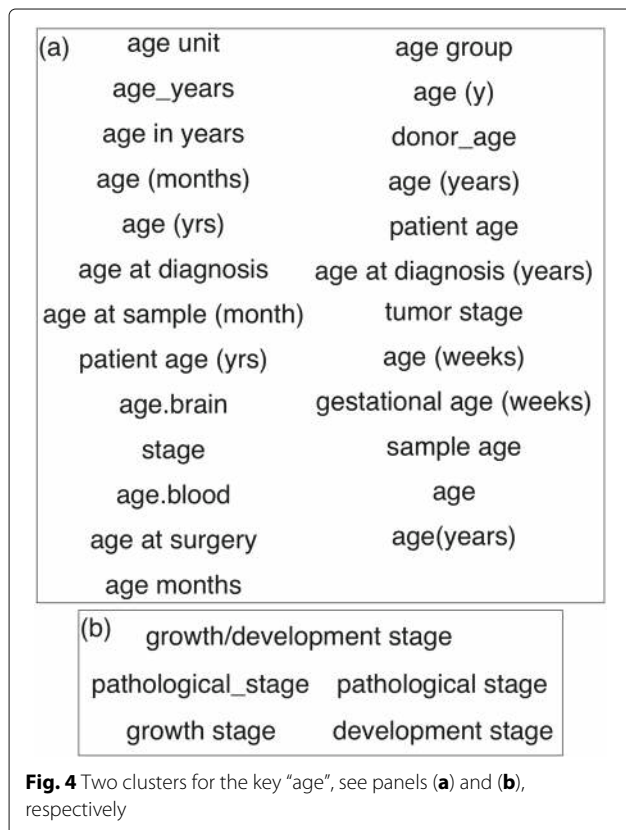 (a)
age unit
age_years
age in years
age (months)
age (yrs)
age at diagnosis
age at sample (month)
patient age (yrs)
age.brain
stage
age.blood
age at surgery
age months
age group
age (y)
donor_age
age (years)
patient age
age at diagnosis (years)
tumor stage
age (weeks)
gestational age (weeks)
sample age
age
age(years)
(b)
growth/development stage
pathological_stage pathological stage
growth stage development stage
Fig. 4 Two clusters for the key “age”, see panels (a) and (b),
respectively